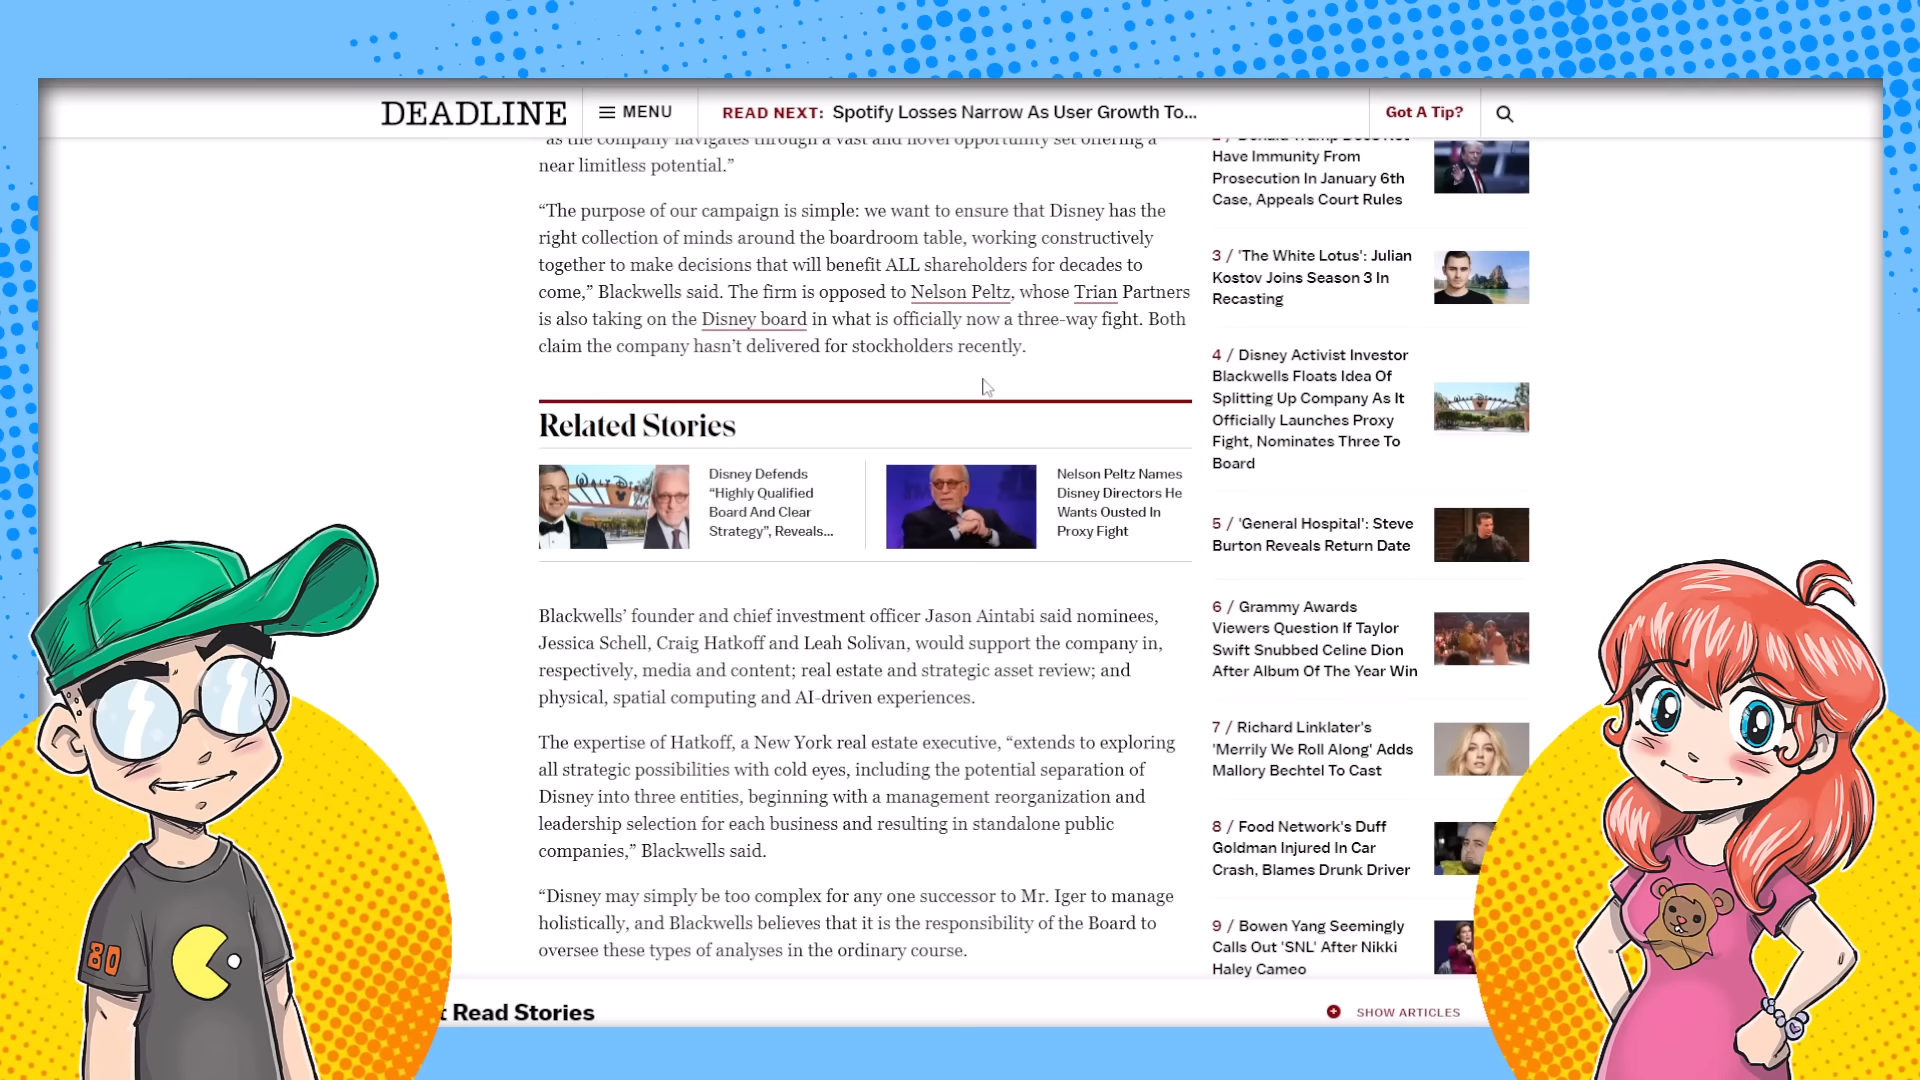 DEADLINE
MENU
READ NEXT: Spotify Losses Narrow As User Growth To...
Got A Tip?
“as the company navigates through a vast and novel opportunity set offering a
near limitless potential.”
“The purpose of our campaign is simple: we want to ensure that Disney has the
right collection of minds around the boardroom table, working constructively
together to make decisions that will benefit ALL shareholders for decades to
come,” Blackwells said. The firm is opposed to Nelson Peltz, whose Trian Partners
is also taking on the Disney board in what is officially now a three-way fight. Both
claim the company hasn’t delivered for stockholders recently.
Related Stories
Disney Defends
“Highly Qualified
Board And Clear
Strategy”, Reveals...
Nelson Peltz Names
Disney Directors He
Wants Ousted In
Proxy Fight
Blackwells’ founder and chief investment officer Jason Aintabi said nominees,
Jessica Schell, Craig Hatkoff and Leah Solivan, would support the company in,
respectively, media and content; real estate and strategic asset review; and
physical, spatial computing and AI-driven experiences.
The expertise of Hatkoff, a New York real estate executive, “extends to exploring
all strategic possibilities with cold eyes, including the potential separation of
Disney into three entities, beginning with a management reorganization and
leadership selection for each business and resulting in standalone public
companies,” Blackwells said.
“Disney may simply be too complex for any one successor to Mr. Iger to manage
holistically, and Blackwells believes that it is the responsibility of the Board to
oversee these types of analyses in the ordinary course.
2 / Donald Trump Does Not
Have Immunity From
Prosecution In January 6th
Case, Appeals Court Rules
3 / 'The White Lotus': Julian
Kostov Joins Season 3 In
Recasting
4 / Disney Activist Investor
Blackwells Floats Idea Of
Splitting Up Company As It
Officially Launches Proxy
Fight, Nominates Three To
Board
5 / 'General Hospital': Steve
Burton Reveals Return Date
6 / Grammy Awards
Viewers Question If Taylor
Swift Snubbed Celine Dion
After Album Of The Year Win
7 / Richard Linklater's
'Merrily We Roll Along' Adds
Mallory Bechtel To Cast
8 / Food Network's Duff
Goldman Injured In Car
Crash, Blames Drunk Driver
9 / Bowen Yang Seemingly
Calls Out 'SNL' After Nikki
Haley Cameo
t Read Stories
SHOW ARTICLES
80